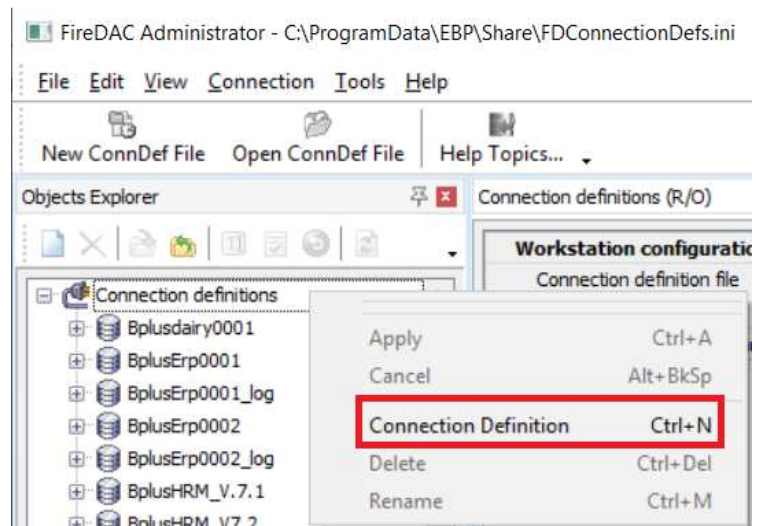 FireDAC Administrator - C:\ProgramData\EBP\Share\FDConnectionDefs.ini
File Edit View Connection Tools Help
New ConnDef File Open ConnDef File Help Topics...
Objects Explorer
Connection definitions (R/O)
Workstation configuratio
Connection definition file
Connection definitions
Bplusdairy0001
BplusErp0001
BplusErp0001_log
BplusErp0002
BplusErp0002_log
BplusHRM_V.7.1
BplusHRM_V7.2
Apply Ctrl+A
Cancel Alt+BkSp
Connection Definition Ctrl+N
Delete Ctrl+Del
Rename Ctrl+M